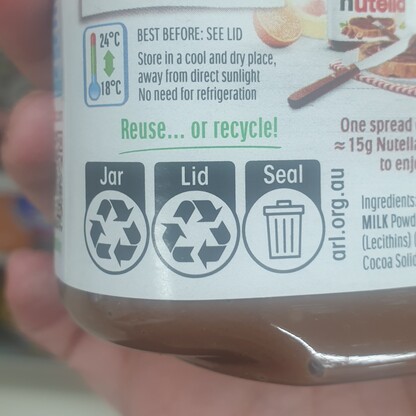 nutella
24°C
18°C
BEST BEFORE: SEE LID
Store in a cool and dry place,
away from direct sunlight
No need for refrigeration
Reuse... or recycle!
Jar
Lid
Seal
arl.org.au
One spread
≈ 15g Nutella
to enj
Ingredients:
MILK Powd
(Lecithins)
Cocoa Solid